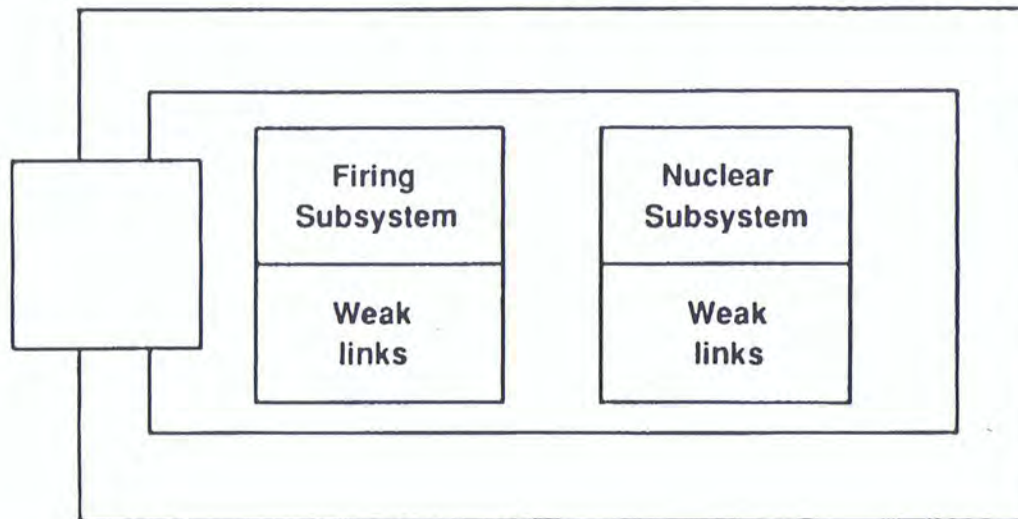 Firing
Subsystem
Weak
links
Nuclear
Subsystem
Weak
links